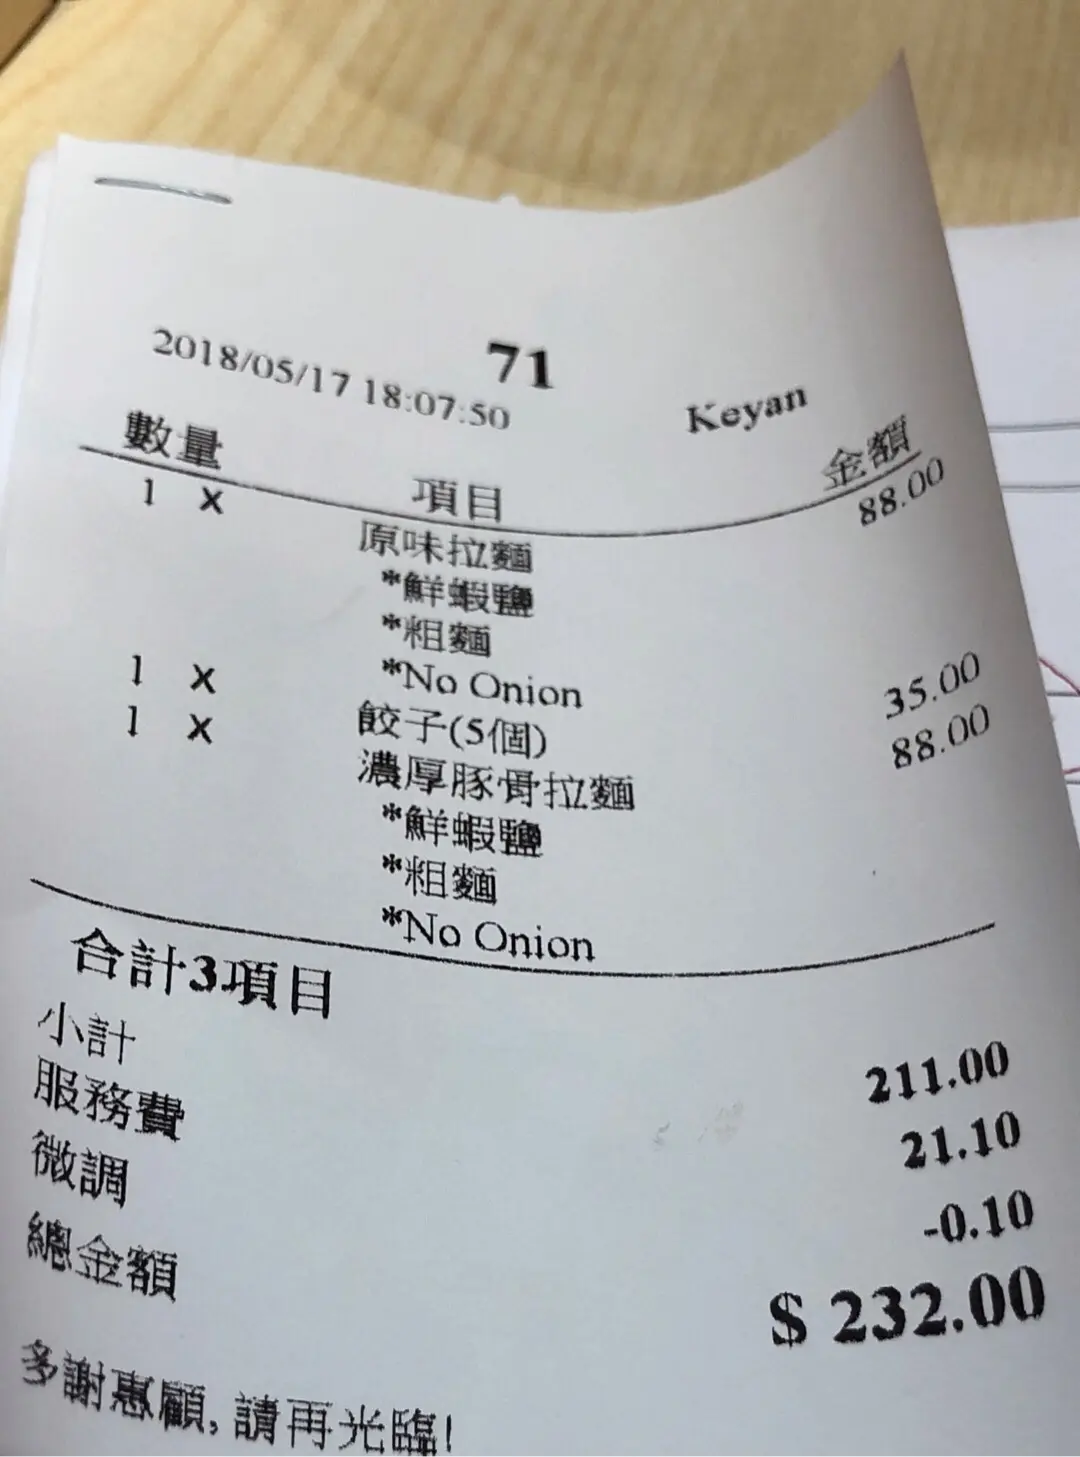 71
2018/05/17 18:07:50 Keyan
數量 項目 金額
1 X 原味拉麵 88.00
*鮮蝦鹽
*粗麵
*No Onion
1 X 餃子(5個) 35.00
1 X 濃厚豚骨拉麵 88.00
*鮮蝦鹽
*粗麵
*No Onion
合計3項目
小計 211.00
服務費 21.10
微調 -0.10
總金額 $ 232.00
多謝惠顧, 請再光臨!